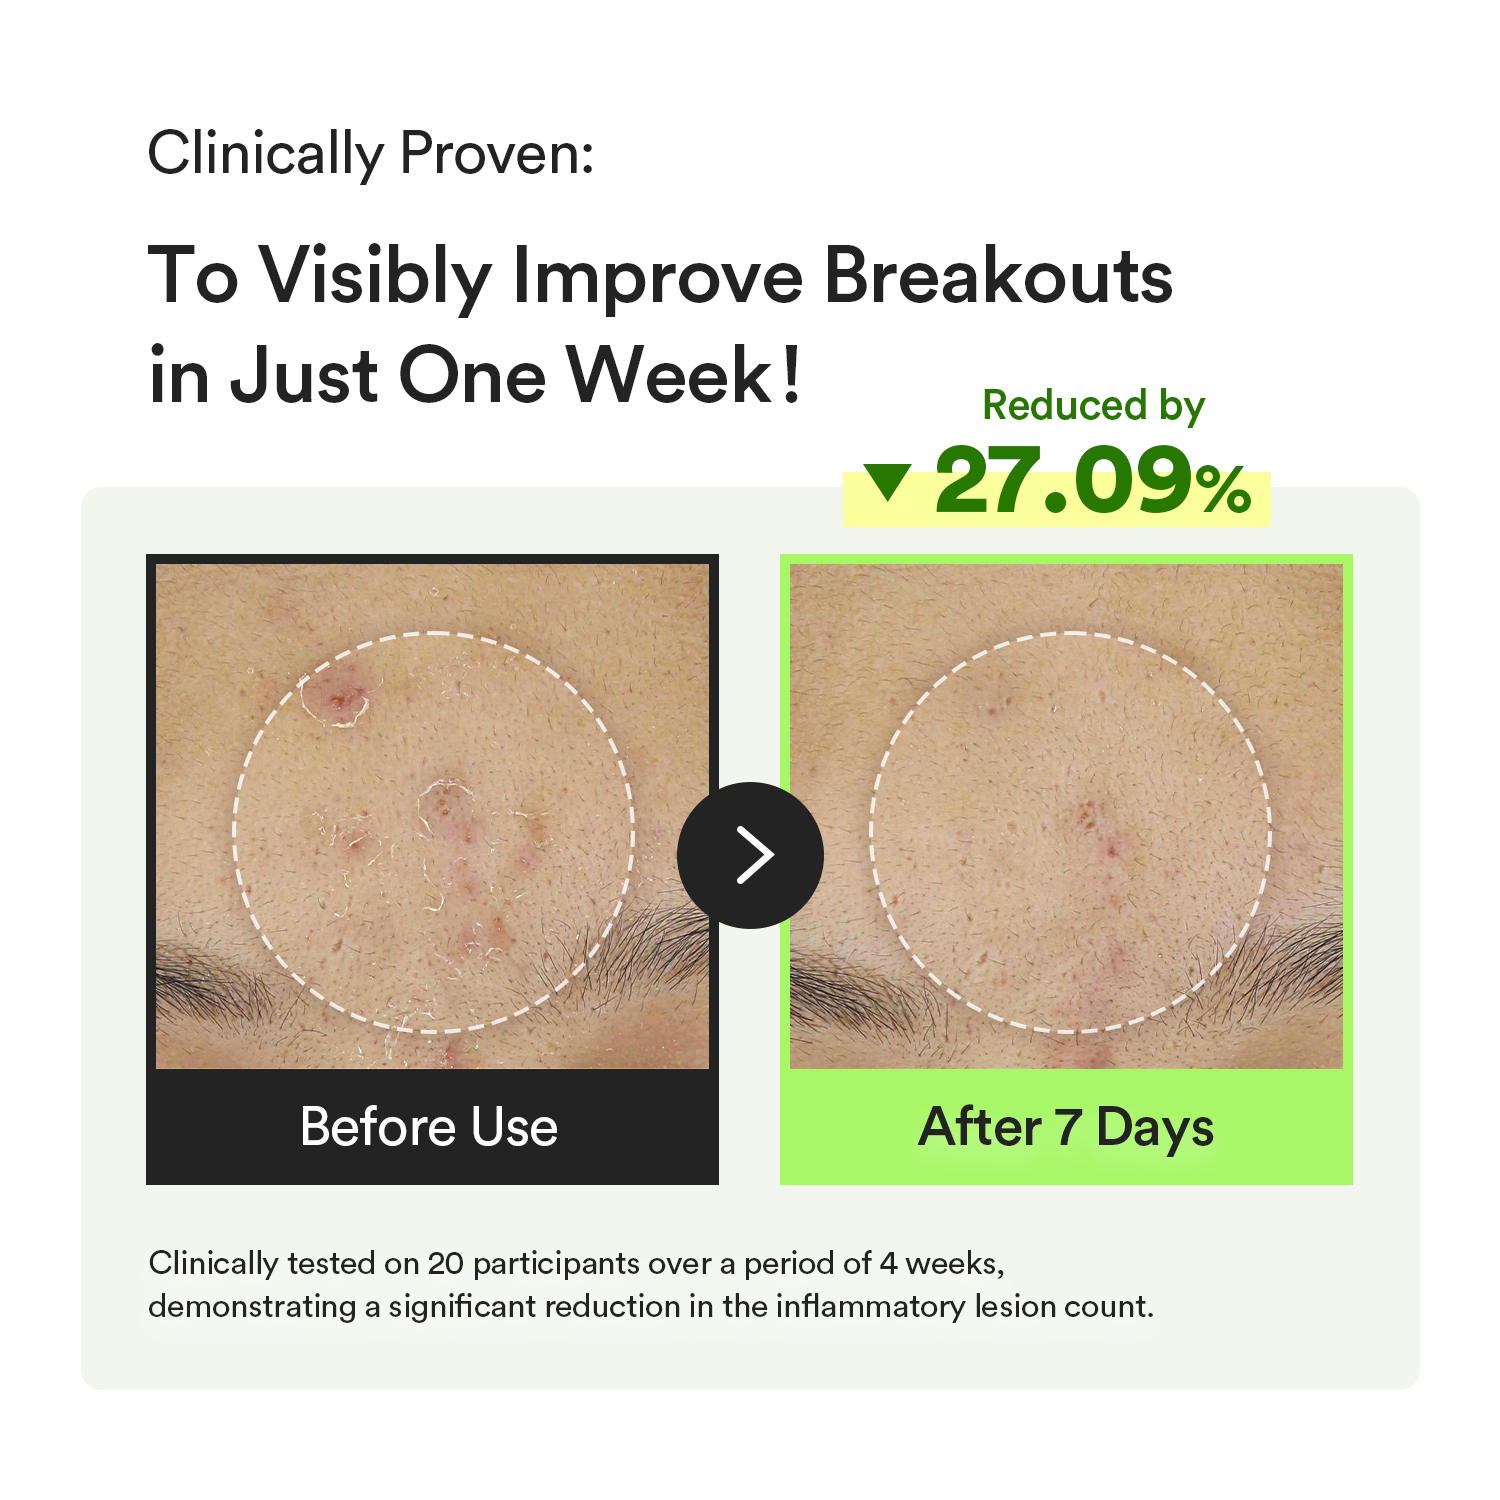 Clinically Proven:
To Visibly Improve Breakouts
in Just One Week!
Reduced by
▼ 27.09%
Before Use
After 7 Days
Clinically tested on 20 participants over a period of 4 weeks,
demonstrating a significant reduction in the inflammatory lesion count.